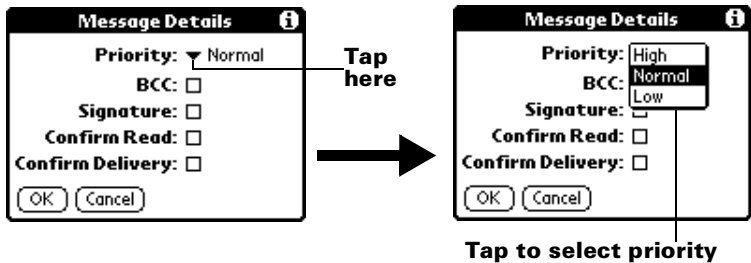 Message Details i
Priority: Normal
BCC:
Signature:
Confirm Read:
Confirm Delivery:
OK Cancel
Tap
here
Message Details i
Priority: High
Normal
BCC:
Low
Signature:
Confirm Read:
Confirm Delivery:
OK Cancel
Tap to select priority